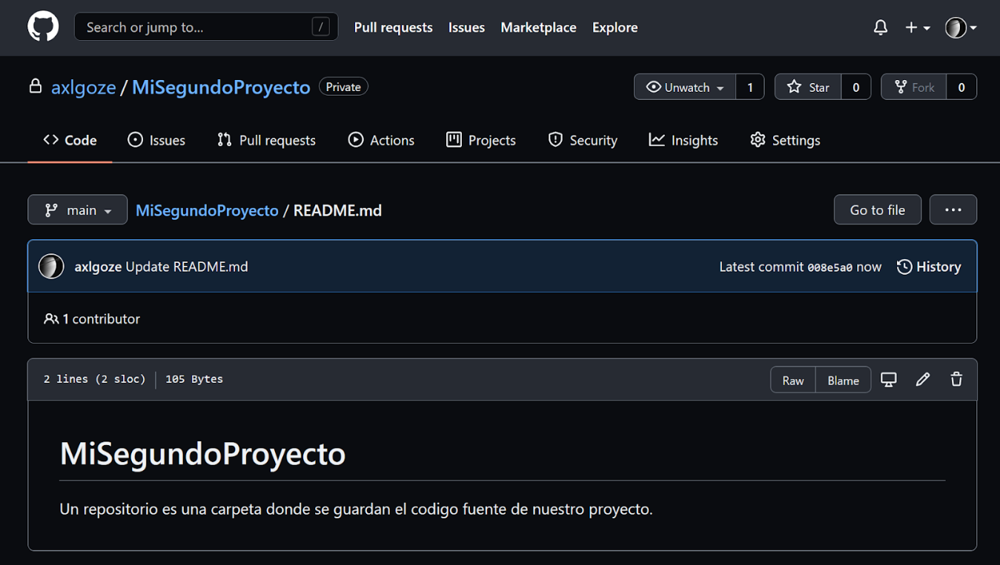 Search or jump to... /
Pull requests Issues Marketplace Explore
axlgoze / MiSegundoProyecto Private
Unwatch 1 Star 0 Fork 0
Code Issues Pull requests Actions Projects Security Insights Settings
main MiSegundoProyecto / README.md Go to file ...
axlgoze Update README.md Latest commit 008e5a0 now History
1 contributor
2 lines (2 sloc) 105 Bytes Raw Blame
MiSegundoProyecto
Un repositorio es una carpeta donde se guardan el codigo fuente de nuestro proyecto.